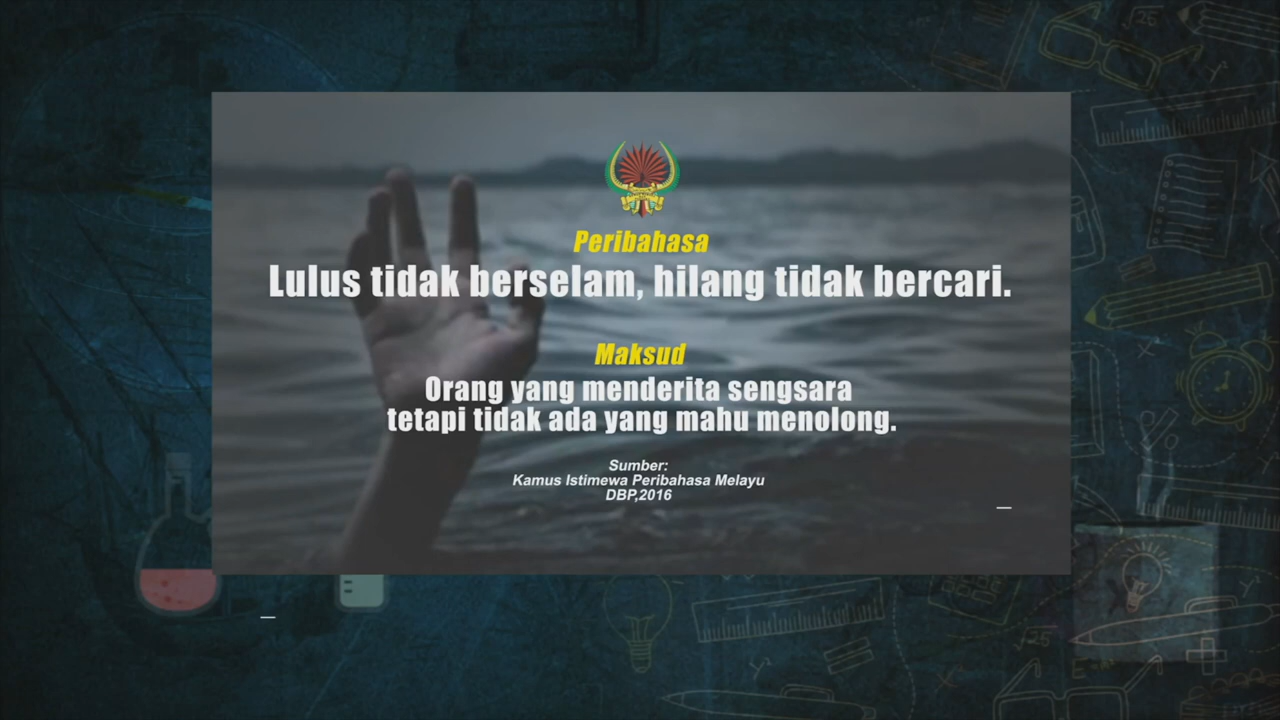 Peribahasa
Lulus tidak berselam, hilang tidak bercari.
Maksud
Orang yang menderita sengsara
tetapi tidak ada yang mahu menolong.
Sumber:
Kamus Istimewa Peribahasa Melayu
DBP,2016